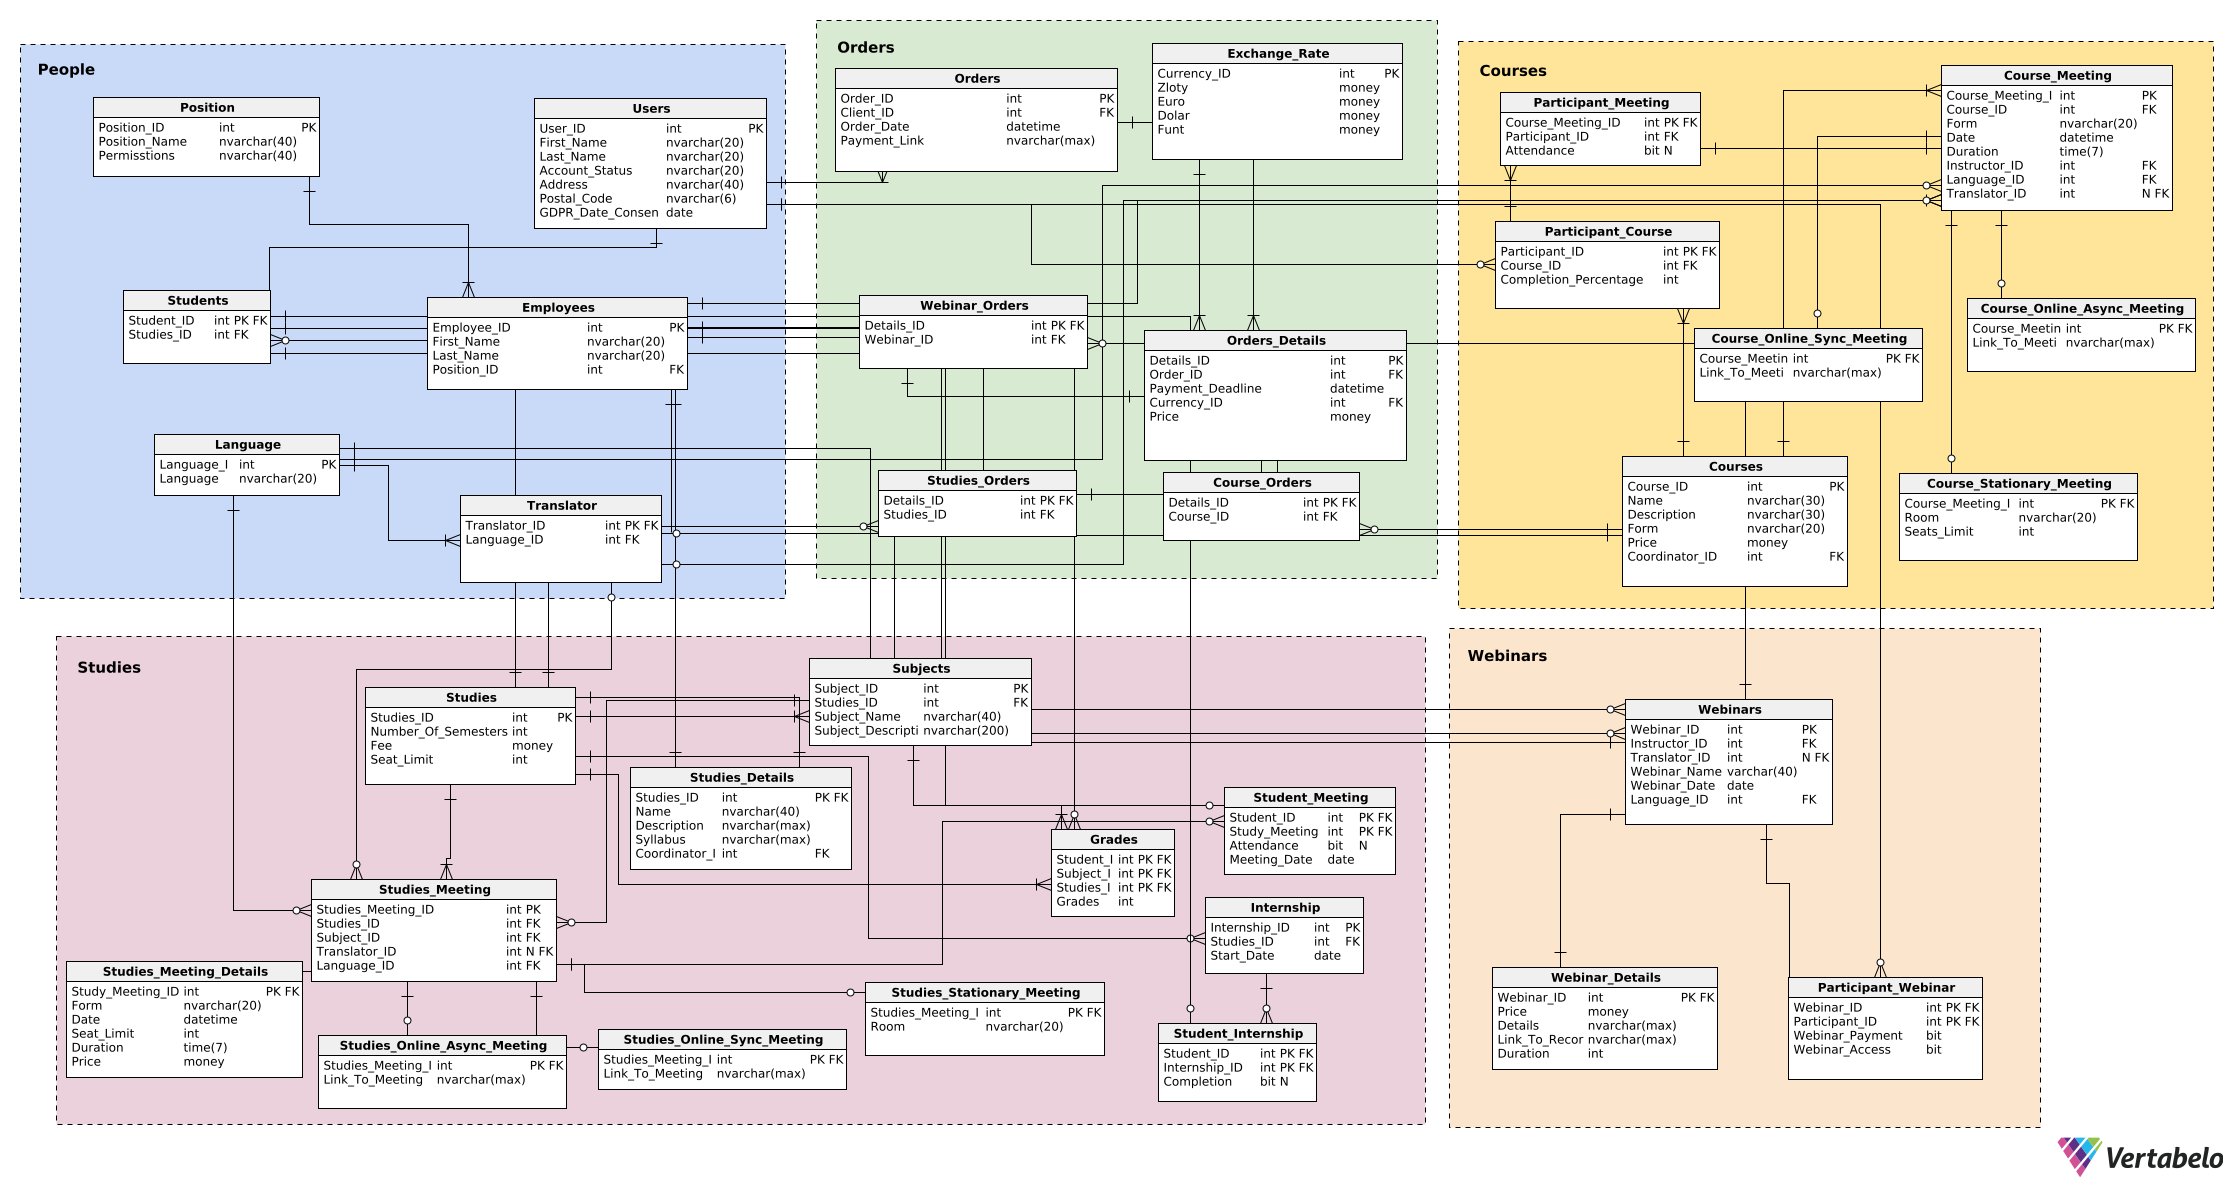 People
Position
Position_ID int PK
Position_Name nvarchar(40)
Permisstions nvarchar(40)
Users
User_ID int PK
First_Name nvarchar(20)
Last_Name nvarchar(20)
Account_Status nvarchar(20)
Address nvarchar(40)
Postal_Code nvarchar(6)
GDPR_Date_Consen date
Students
Student_ID int PK FK
Studies_ID int FK
Employees
Employee_ID int PK
First_Name nvarchar(20)
Last_Name nvarchar(20)
Position_ID int FK
Language
Language_I int PK
Language nvarchar(20)
Translator
Translator_ID int PK FK
Language_ID int FK
Orders
Orders
Order_ID int PK
Client_ID int FK
Order_Date datetime
Payment_Link nvarchar(max)
Exchange_Rate
Currency_ID int PK
Zloty money
Euro money
Dolar money
Funt money
Webinar_Orders
Details_ID int PK FK
Webinar_ID int FK
Orders_Details
Details_ID int PK
Order_ID int FK
Payment_Deadline datetime
Currency_ID int FK
Price money
Studies_Orders
Details_ID int PK FK
Studies_ID int FK
Course_Orders
Details_ID int PK FK
Course_ID int FK
Courses
Participant_Meeting
Course_Meeting_ID int PK FK
Participant_ID int FK
Attendance bit N
Course_Meeting
Course_Meeting_I int PK
Course_ID int FK
Form nvarchar(20)
Date datetime
Duration time(7)
Instructor_ID int FK
Language_ID int FK
Translator_ID int N FK
Participant_Course
Participant_ID int PK FK
Course_ID int FK
Completion_Percentage int
Course_Online_Async_Meeting
Course_Meetin int PK FK
Link_To_Meeti nvarchar(max)
Course_Online_Sync_Meeting
Course_Meetin int PK FK
Link_To_Meeti nvarchar(max)
Courses
Course_ID int PK
Name nvarchar(30)
Description nvarchar(30)
Form nvarchar(20)
Price money
Coordinator_ID int FK
Course_Stationary_Meeting
Course_Meeting_I int PK FK
Room nvarchar(20)
Seats_Limit int
Studies
Studies
Studies_ID int PK
Number_Of_Semesters int
Fee money
Seat_Limit int
Subjects
Subject_ID int PK
Studies_ID int FK
Subject_Name nvarchar(40)
Subject_Descripti nvarchar(200)
Studies_Details
Studies_ID int PK FK
Name nvarchar(40)
Description nvarchar(max)
Syllabus nvarchar(max)
Coordinator_I int FK
Student_Meeting
Student_ID int PK FK
Study_Meeting int PK FK
Attendance bit N
Meeting_Date date
Grades
Student_I int PK FK
Subject_I int PK FK
Studies_I int PK FK
Grades int
Studies_Meeting
Studies_Meeting_ID int PK
Studies_ID int FK
Subject_ID int FK
Translator_ID int N FK
Language_ID int FK
Internship
Internship_ID int PK
Studies_ID int FK
Start_Date date
Studies_Meeting_Details
Study_Meeting_ID int PK FK
Form nvarchar(20)
Date datetime
Seat_Limit int
Duration time(7)
Price money
Studies_Stationary_Meeting
Studies_Meeting_I int PK FK
Room nvarchar(20)
Studies_Online_Async_Meeting
Studies_Meeting_I int PK FK
Link_To_Meeting nvarchar(max)
Studies_Online_Sync_Meeting
Studies_Meeting_I int PK FK
Link_To_Meeting nvarchar(max)
Student_Internship
Student_ID int PK FK
Internship_ID int PK FK
Completion bit N
Webinars
Webinars
Webinar_ID int PK
Instructor_ID int FK
Translator_ID int N FK
Webinar_Name varchar(40)
Webinar_Date date
Language_ID int FK
Webinar_Details
Webinar_ID int PK FK
Price money
Details nvarchar(max)
Link_To_Recor nvarchar(max)
Duration int
Participant_Webinar
Webinar_ID int PK FK
Participant_ID int PK FK
Webinar_Payment bit
Webinar_Access bit
Vertabelo